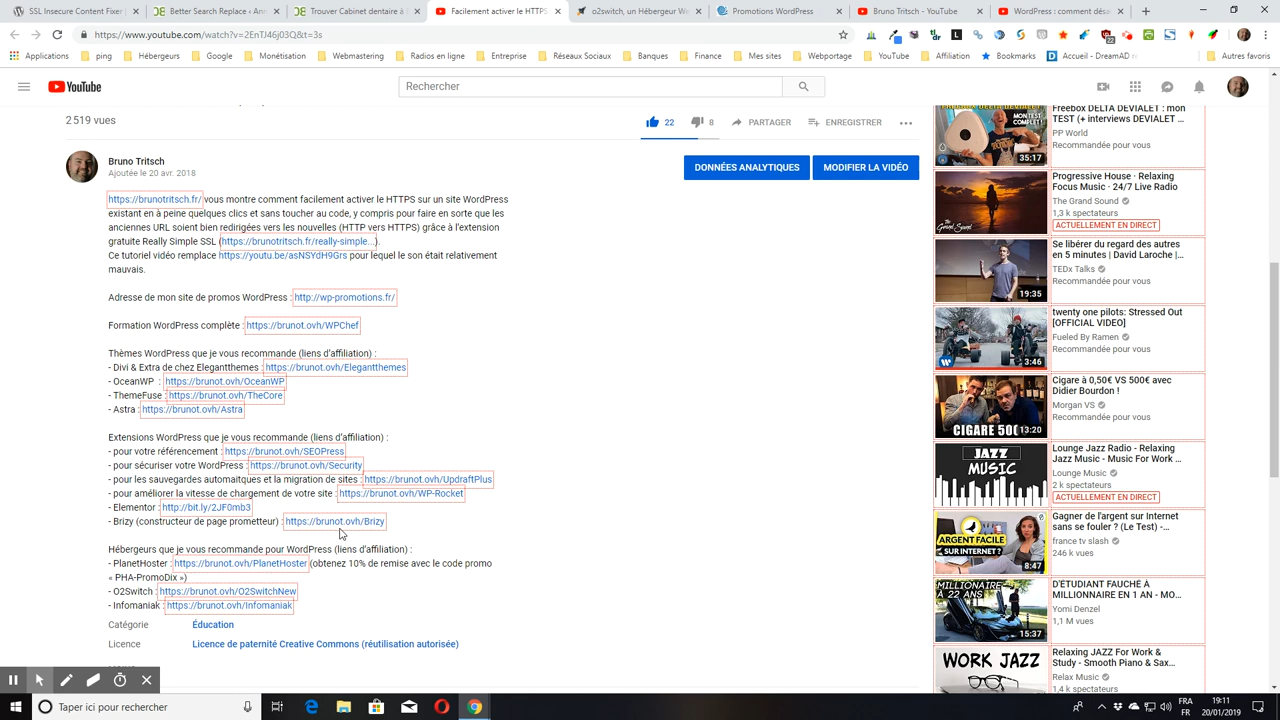 SSL Insecure Content Fixer
Better Search Replace
Facilement activer le HTTPS
o2switch, un Hébergeur We
Promotions WordPress
Bruno Tritsch
https://www.youtube.com/watch?v=2EnTJ46j03Q&t=3s
Applications
ping
Hébergeurs
Google
Monétisation
Webmastering
Radios en ligne
Entreprise
Réseaux Sociaux
Banques
Finance
Mes sites
Webportage
YouTube
Affiliation
Bookmarks
Accueil - DreamAD
Autres favoris
YouTube
Rechercher
2 519 vues
22
8
PARTAGER
ENREGISTRER
Bruno Tritsch
Ajoutée le 20 avr. 2018
DONNÉES ANALYTIQUES
MODIFIER LA VIDÉO
https://brunotritsch.fr/ vous montre comment facilement activer le HTTPS sur un site WordPress
existant en à peine quelques clics et sans toucher au code, y compris pour faire en sorte que les
anciennes URL soient bien redirigées vers les nouvelles (HTTP vers HTTPS) grâce à l'extension
gratuite Really Simple SSL (https://brunotritsch.fr/really-simple...).
Ce tutoriel vidéo remplace https://youtu.be/asNSYdH9Grs pour lequel le son était relativement
mauvais.
Adresse de mon site de promos WordPress : http://wp-promotions.fr/
Formation WordPress complète : https://brunot.ovh/WPChef
Thèmes WordPress que je vous recommande (liens d'affiliation) :
- Divi & Extra de chez Elegantthemes : https://brunot.ovh/Elegantthemes
- OceanWP : https://brunot.ovh/OceanWP
- ThemeFuse : https://brunot.ovh/TheCore
- Astra : https://brunot.ovh/Astra
Extensions WordPress que je vous recommande (liens d'affiliation) :
- pour votre référencement : https://brunot.ovh/SEOPress
- pour sécuriser votre WordPress : https://brunot.ovh/Security
- pour les sauvegardes automaituques et la migration de sites : https://brunot.ovh/UpdraftPlus
- pour améliorer la vitesse de chargement de votre site : https://brunot.ovh/WP-Rocket
- Elementor : http://bit.ly/2JF0mb3
- Brizy (constructeur de page prometteur) : https://brunot.ovh/Brizy
Hébergeurs que je vous recommande pour WordPress (liens d'affiliation) :
- PlanetHoster : https://brunot.ovh/PlanetHoster (obtenez 10% de remise avec le code promo
« PHA-PromoDix »)
- O2Switch : https://brunot.ovh/O2SwitchNew
- Infomaniak : https://brunot.ovh/Infomaniak
Catégorie
Éducation
Licence
Licence de paternité Creative Commons (réutilisation autorisée)
MON TEST COMPLET !
35:17
Freebox DELTA DEVIALET : mon
TEST (+ interviews DEVIALET ...
PP World
Recommandée pour vous
The Grand Sound
Progressive House · Relaxing
Focus Music · 24/7 Live Radio
The Grand Sound
1,3 k spectateurs
ACTUELLEMENT EN DIRECT
19:35
Se libérer du regard des autres
en 5 minutes | David Laroche |...
TEDx Talks
Recommandée pour vous
3:46
twenty one pilots: Stressed Out
[OFFICIAL VIDEO]
Fueled By Ramen
Recommandée pour vous
CIGARE 500
13:20
Cigare à 0,50€ VS 500€ avec
Didier Bourdon !
Morgan VS
Recommandée pour vous
JAZZ
MUSIC
Lounge Jazz Radio - Relaxing
Jazz Music - Music For Work ...
Lounge Music
2 k spectateurs
ACTUELLEMENT EN DIRECT
ARGENT FACILE
SUR INTERNET ?
8:47
Gagner de l'argent sur Internet
sans se fouler ? (Le Test) -...
france tv slash
246 k vues
MILLIONNAIRE
À 22 ANS
15:37
D'ÉTUDIANT FAUCHÉ À
MILLIONNAIRE EN 1 AN - MO...
Yomi Denzel
1,1 M vues
WORK JAZZ
Relaxing JAZZ For Work &
Study - Smooth Piano & Sax...
Relax Music
1,4 k spectateurs
Taper ici pour rechercher
FRA
FR
19:11
20/01/2019